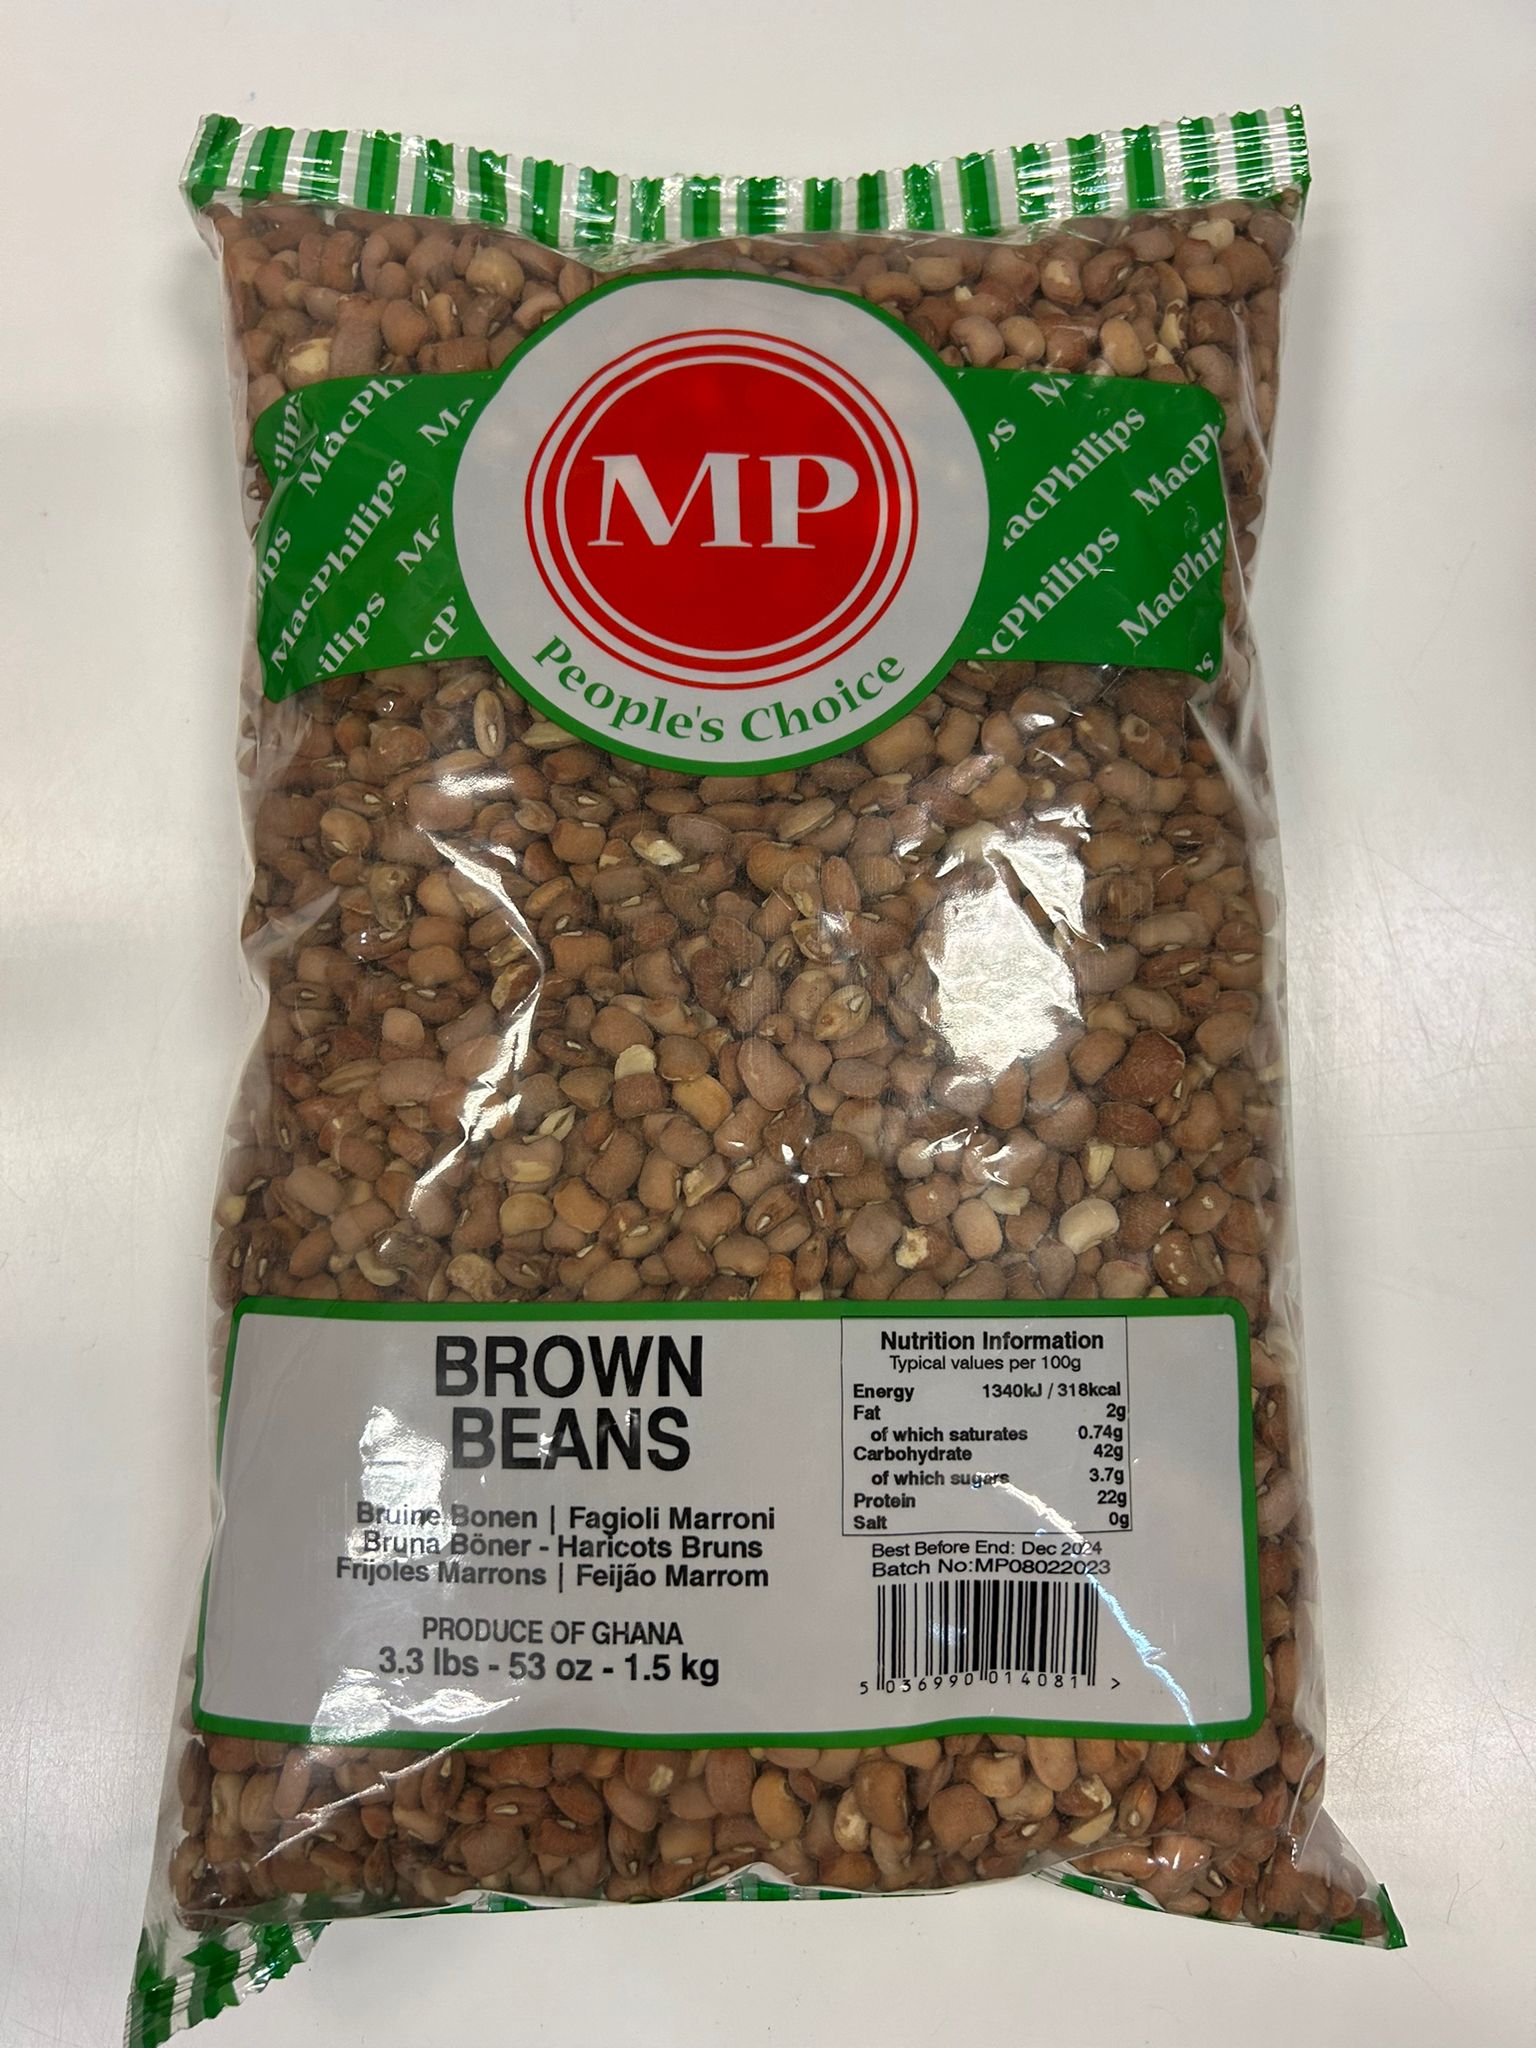 MP
People's Choice
MacPhilips
MacPhilips
MacPhilips
BROWN
BEANS
Bruine Bonen | Fagioli Marroni
Bruna Böner - Haricots Bruns
Frijoles Marrons | Feijão Marrom
PRODUCE OF GHANA
3.3 lbs - 53 oz - 1.5 kg
Nutrition Information
Typical values per 100g
Energy 1340kJ / 318kcal
Fat 2g
of which saturates 0.74g
Carbohydrate 42g
of which sugars 3.7g
Protein 22g
Salt 0g
Best Before End: Dec 2024
Batch No:MP08022023
5 036990 014081 >